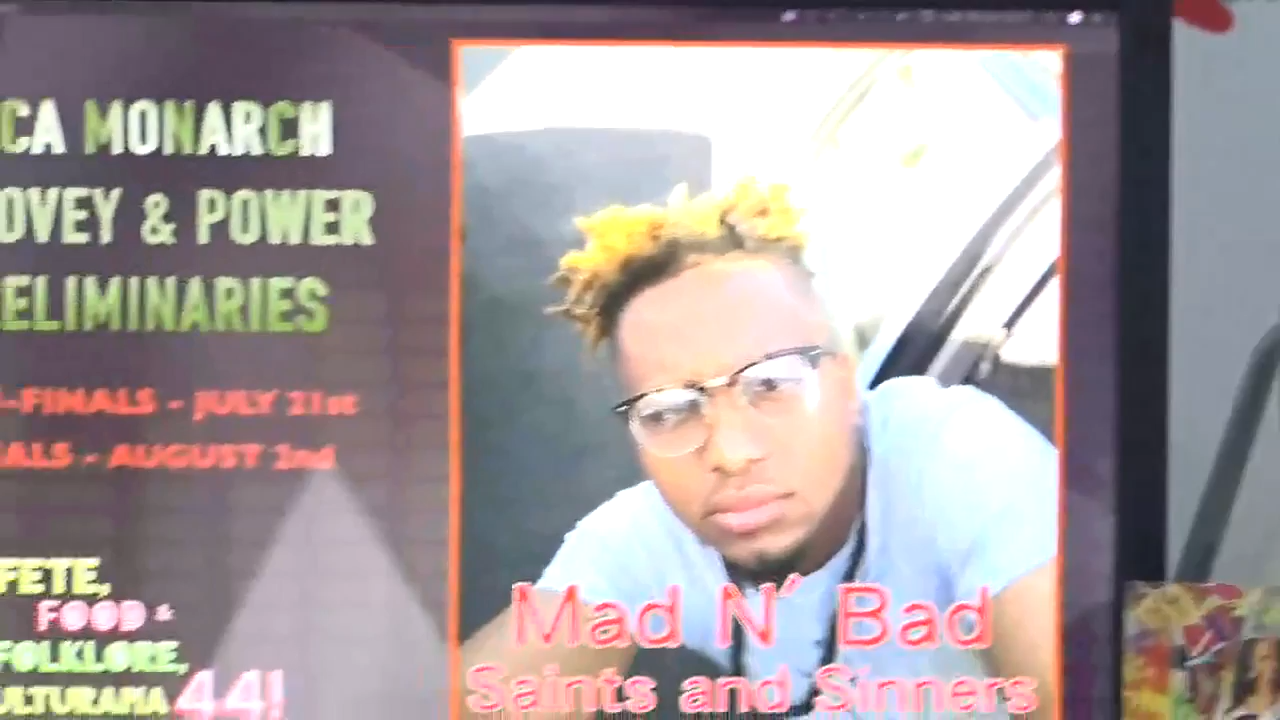 CA MONARCH
OVEY & POWER
ELIMINARIES
-FINALS - JULY 21st
ALS - AUGUST 2nd
FETE,
FOOD &
FOLKLORE,
ULTURAMA 44!
Mad N' Bad
Saints and Sinners